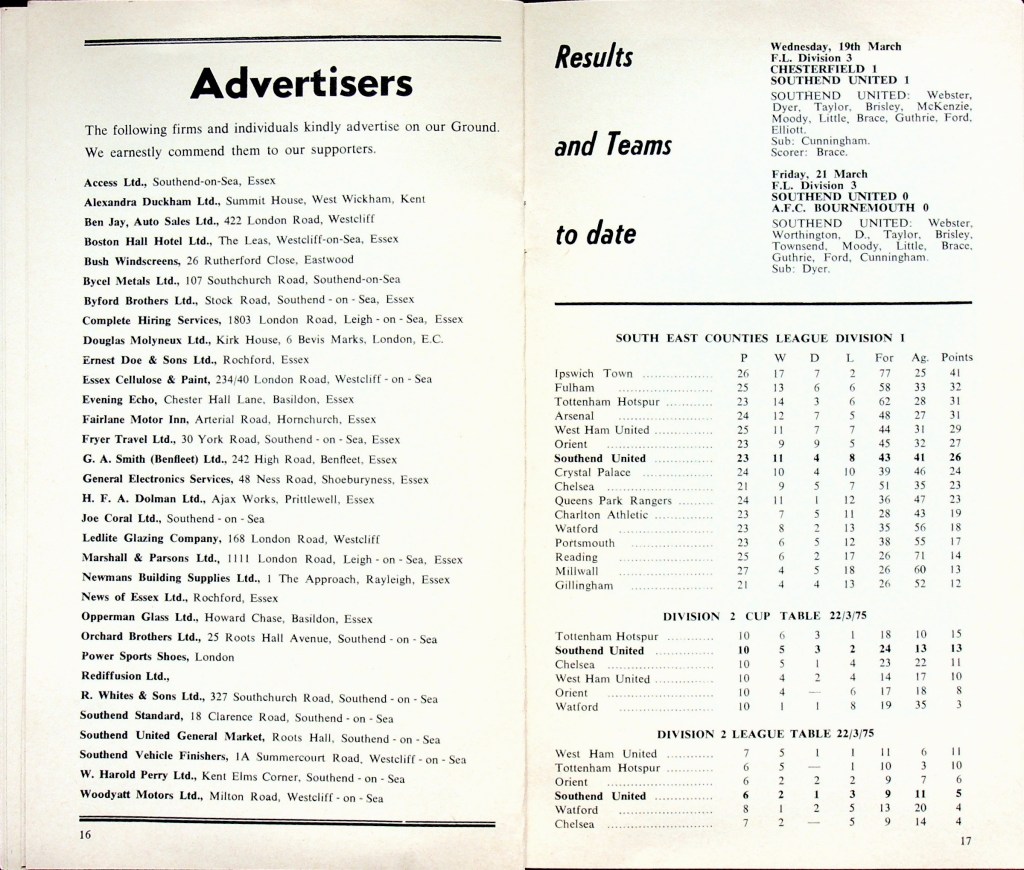 Advertisers
The following firms and individuals kindly advertise on our Ground.
We earnestly commend them to our supporters.
Access Ltd., Southend-on-Sea, Essex
Alexandra Duckham Ltd., Summit House, West Wickham, Kent
Ben Jay, Auto Sales Ltd., 422 London Road, Westcliff
Boston Hall Hotel Ltd., The Leas, Westcliff-on-Sea, Essex
Bush Windscreens, 26 Rutherford Close, Eastwood
Bycel Metals Ltd., 107 Southchurch Road, Southend-on-Sea
Byford Brothers Ltd., Stock Road, Southend - on - Sea, Essex
Complete Hiring Services, 1803 London Road, Leigh - on - Sea, Essex
Douglas Molyneux Ltd., Kirk House, 6 Bevis Marks, London, E.C.
Ernest Doe & Sons Ltd., Rochford, Essex
Essex Cellulose & Paint, 234/40 London Road, Westcliff - on - Sea
Evening Echo, Chester Hall Lane, Basildon, Essex
Fairlane Motor Inn, Arterial Road, Hornchurch, Essex
Fryer Travel Ltd., 30 York Road, Southend - on - Sea, Essex
G. A. Smith (Benfleet) Ltd., 242 High Road, Benfleet, Essex
General Electronics Services, 48 Ness Road, Shoeburyness, Essex
H. F. A. Dolman Ltd., Ajax Works, Prittlewell, Essex
Joe Coral Ltd., Southend - on - Sea
Ledlite Glazing Company, 168 London Road, Westcliff
Marshall & Parsons Ltd., 1111 London Road, Leigh - on - Sea, Essex
Newmans Building Supplies Ltd., 1 The Approach, Rayleigh, Essex
News of Essex Ltd., Rochford, Essex
Opperman Glass Ltd., Howard Chase, Basildon, Essex
Orchard Brothers Ltd., 25 Roots Hall Avenue, Southend - on - Sea
Power Sports Shoes, London
Rediffusion Ltd.,
R. Whites & Sons Ltd., 327 Southchurch Road, Southend - on - Sea
Southend Standard, 18 Clarence Road, Southend - on - Sea
Southend United General Market, Roots Hall, Southend - on - Sea
Southend Vehicle Finishers, 1A Summercourt Road, Westcliff - on - Sea
W. Harold Perry Ltd., Kent Elms Corner, Southend - on - Sea
Woodyatt Motors Ltd., Milton Road, Westcliff - on - Sea
16
Results
and Teams
to date
Wednesday, 19th March
F.L. Division 3
CHESTERFIELD 1
SOUTHEND UNITED 1
SOUTHEND UNITED: Webster,
Dyer, Taylor, Brisley, McKenzie,
Moody, Little, Brace, Guthrie, Ford,
Elliott.
Sub: Cunningham.
Scorer: Brace.
Friday, 21 March
F.L. Division 3
SOUTHEND UNITED 0
A.F.C. BOURNEMOUTH 0
SOUTHEND UNITED: Webster,
Worthington, D., Taylor, Brisley,
Townsend, Moody, Little, Brace,
Guthrie, Ford, Cunningham.
Sub: Dyer.
SOUTH EAST COUNTIES LEAGUE DIVISION 1
P W D L For Ag. Points
Ipswich Town 26 17 7 2 77 25 41
Fulham 25 13 6 6 58 33 32
Tottenham Hotspur 23 14 3 6 62 28 31
Arsenal 24 12 7 5 48 27 31
West Ham United 25 11 7 7 44 31 29
Orient 23 9 9 5 45 32 27
Southend United 23 11 4 8 43 41 26
Crystal Palace 24 10 4 10 39 46 24
Chelsea 21 9 5 7 51 35 23
Queens Park Rangers 24 11 1 12 36 47 23
Charlton Athletic 23 7 5 11 28 43 19
Watford 23 8 2 13 35 56 18
Portsmouth 23 6 5 12 38 55 17
Reading 25 6 2 17 26 71 14
Millwall 27 4 5 18 26 60 13
Gillingham 21 4 4 13 26 52 12
DIVISION 2 CUP TABLE 22/3/75
Tottenham Hotspur 10 6 3 1 18 10 15
Southend United 10 5 3 2 24 13 13
Chelsea 10 5 1 4 23 22 11
West Ham United 10 4 2 4 14 17 10
Orient 10 4 — 6 17 18 8
Watford 10 1 1 8 19 35 3
DIVISION 2 LEAGUE TABLE 22/3/75
West Ham United 7 5 1 1 11 6 11
Tottenham Hotspur 6 5 — 1 10 3 10
Orient 6 2 2 2 9 7 6
Southend United 6 2 1 3 9 11 5
Watford 8 1 2 5 13 20 4
Chelsea 7 2 — 5 9 14 4
17